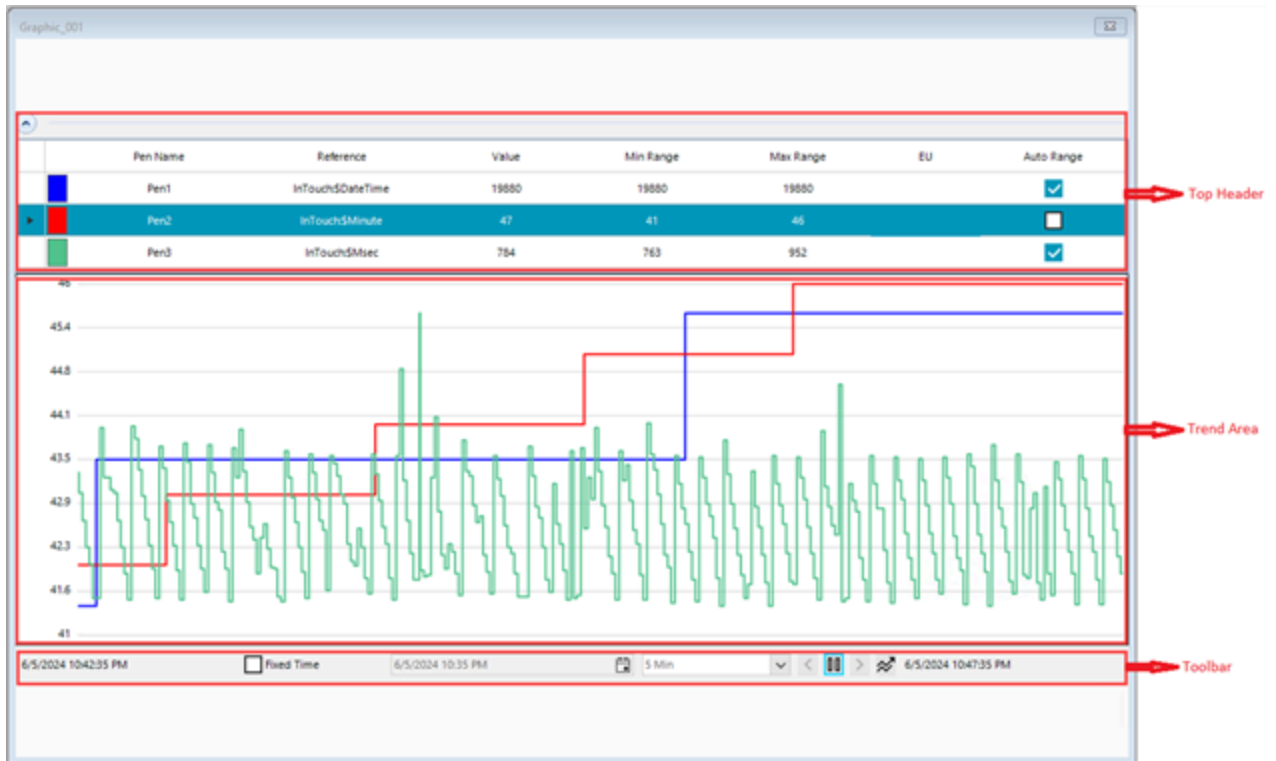 Graphic_001
Pen Name Reference Value Min Range Max Range EU Auto Range
Pen1 InTouch$DateTime 19880 19880 19880
Top Header
Pen2 InTouch$Minute 47 41 46
Pen3 InTouch$Msec 784 763 952
46
45.4
44.8
44.1
Trend Area
43.5
42.9
42.3
41.6
41
6/5/2024 10:42:35 PM Fixed Time 6/5/2024 10:35 PM 5 Min 6/5/2024 10:47:35 PM
Toolbar